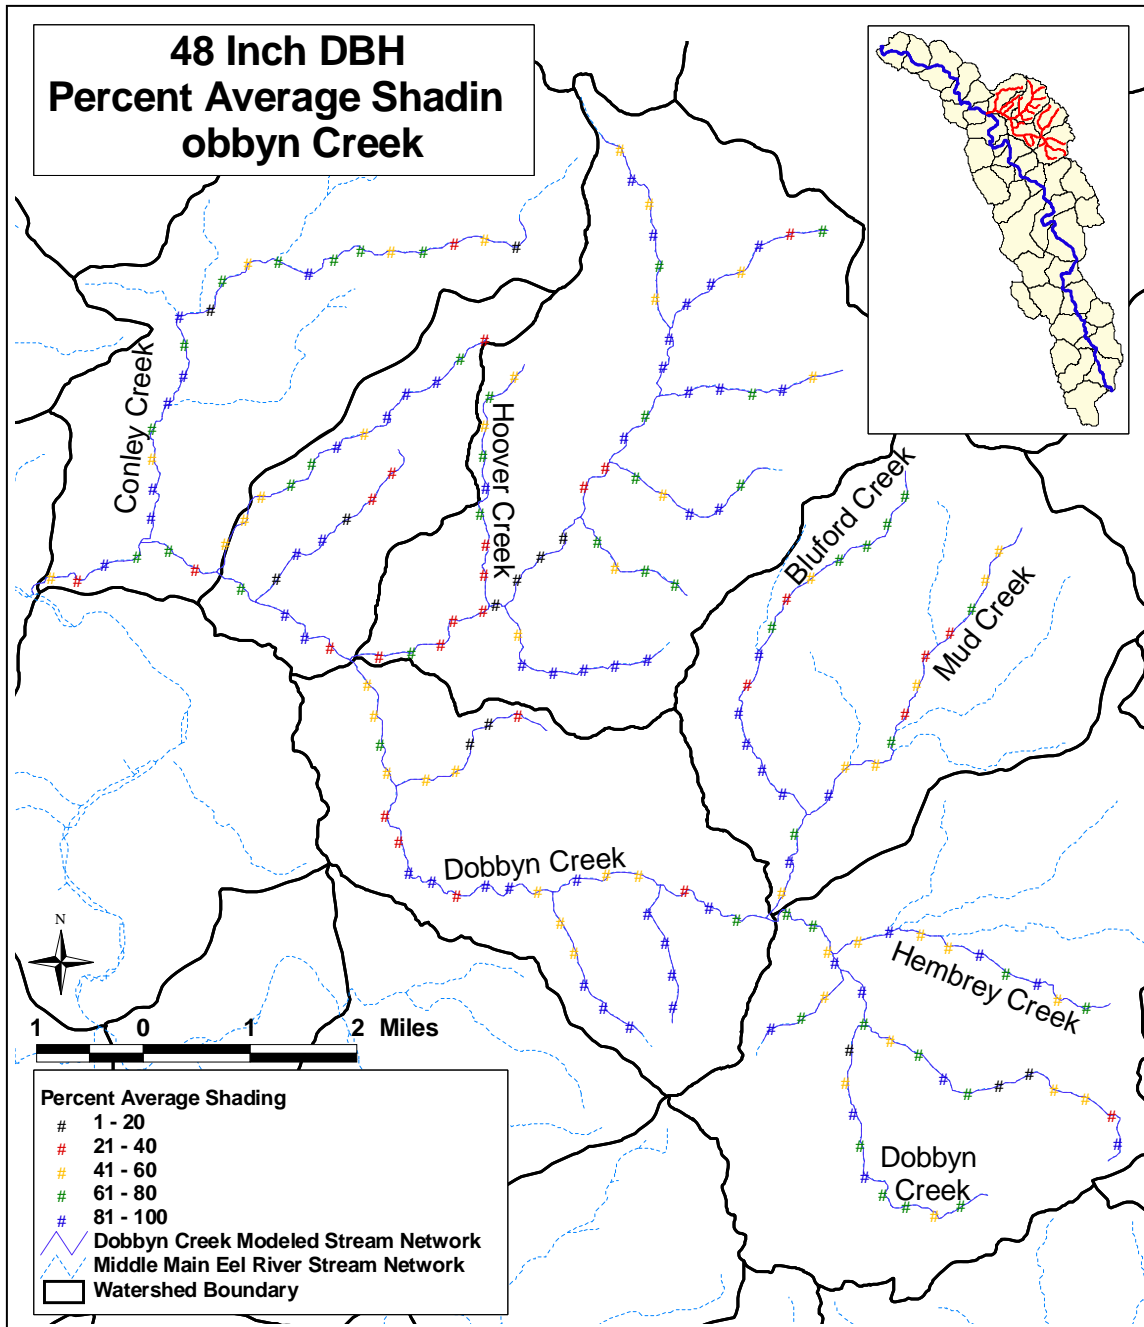 48 Inch DBH
Percent Average Shadin
obbyn Creek
Conley Creek
Hoover Creek
Bluford Creek
Mud Creek
Dobbyn Creek
Hembrey Creek
Dobbyn
Creek
N
1 0 1 2 Miles
Percent Average Shading
# 1 - 20
# 21 - 40
# 41 - 60
# 61 - 80
# 81 - 100
Dobbyn Creek Modeled Stream Network
Middle Main Eel River Stream Network
Watershed Boundary